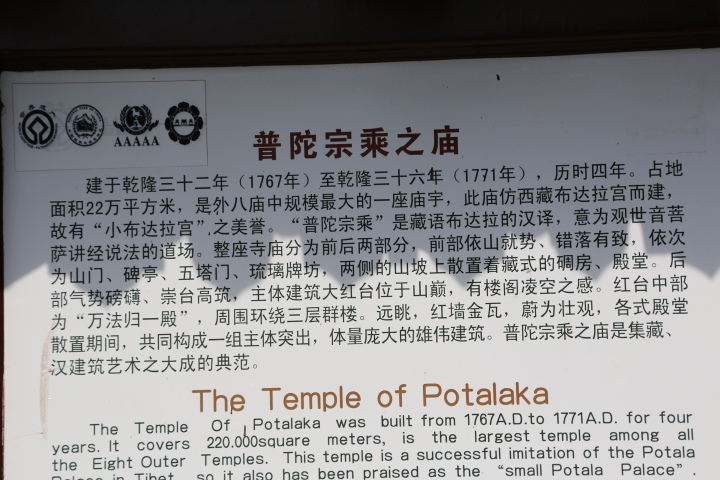 AAAAA
普陀宗乘之庙
建于乾隆三十二年（1767年）至乾隆三十六年（1771年），历时四年。占地
面积22万平方米，是外八庙中规模最大的一座庙宇，此庙仿西藏布达拉宫而建，
故有“小布达拉宫”之美誉。“普陀宗乘”是藏语布达拉的汉译，意为观世音菩
萨讲经说法的道场。整座寺庙分为前后两部分，前部依山就势、错落有致，依次
为山门、碑亭、五塔门、琉璃牌坊，两侧的山坡上散置着藏式的碉房、殿堂。后
部气势磅礴、崇台高筑，主体建筑大红台位于山巅，有楼阁凌空之感。红台中部
为“万法归一殿”，周围环绕三层群楼。远眺，红墙金瓦，蔚为壮观，各式殿堂
散置期间，共同构成一组主体突出，体量庞大的雄伟建筑。普陀宗乘之庙是集藏、
汉建筑艺术之大成的典范。
The Temple of Potalaka
The Temple Of Potalaka was built from 1767A.D.to 1771A.D. for four
years. It covers 220.000square meters, is the largest temple among all
the Eight Outer Temples. This temple is a successful imitation of the Potala
Palace in Tibet, so it also has been praised as the “small Potala Palace”.